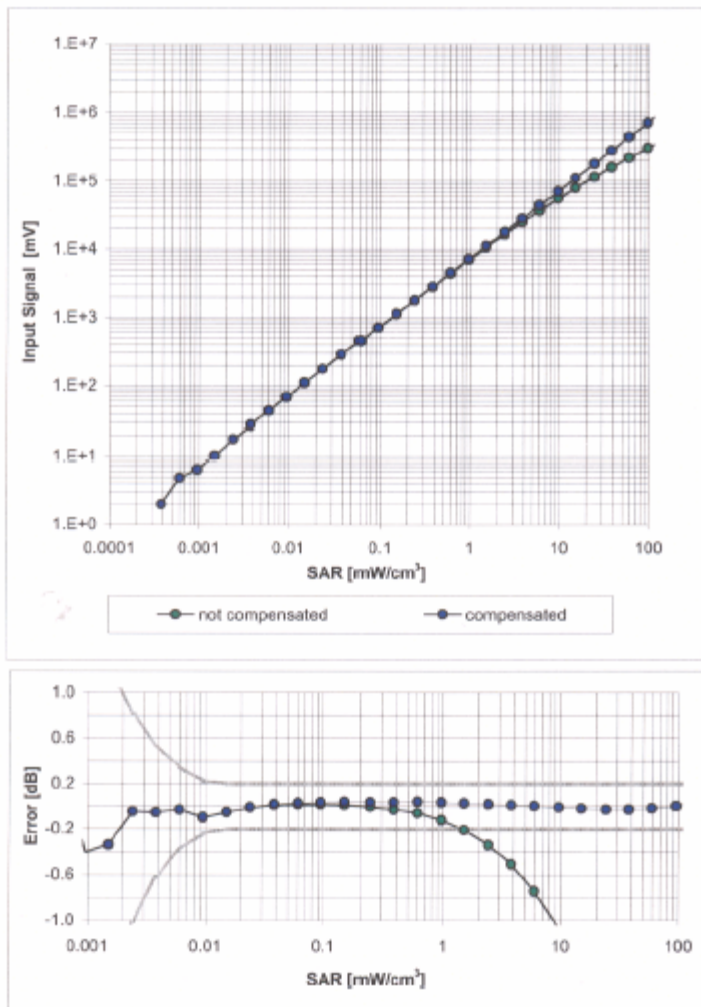 1.E+7
1.E+6
1.E+5
1.E+4
1.E+3
1.E+2
1.E+1
1.E+0
Input Signal [mV]
0.0001 0.001 0.01 0.1 1 10 100
SAR [mW/cm³]
not compensated compensated
1.0
0.6
0.2
-0.2
-0.6
-1.0
Error [dB]
0.001 0.01 0.1 1 10 100
SAR [mW/cm³]